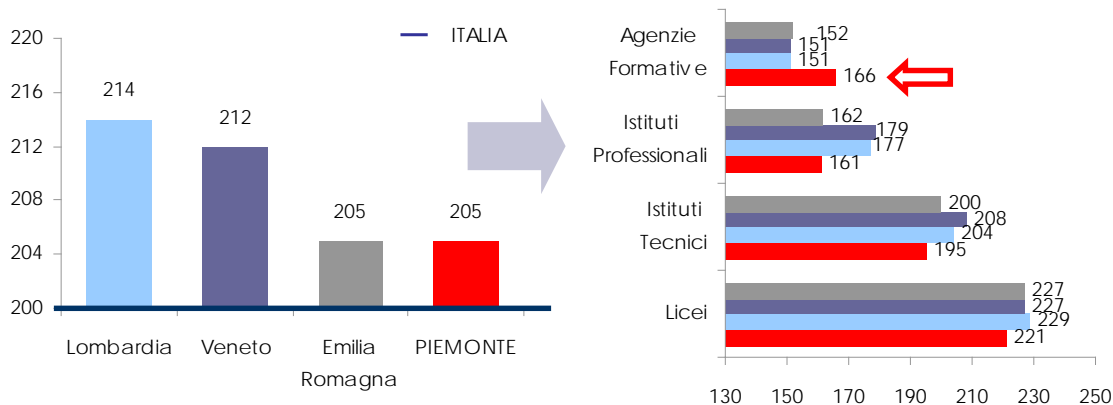 220
216
212
208
204
200
ITALIA
214
212
205
205
Lombardia
Veneto
Emilia
Romagna
PIEMONTE
Agenzie
Formative
152
151
151
166
Istituti
Professionali
162
179
177
161
Istituti
Tecnici
200
208
204
195
Licei
227
227
229
221
130 150 170 190 210 230 250